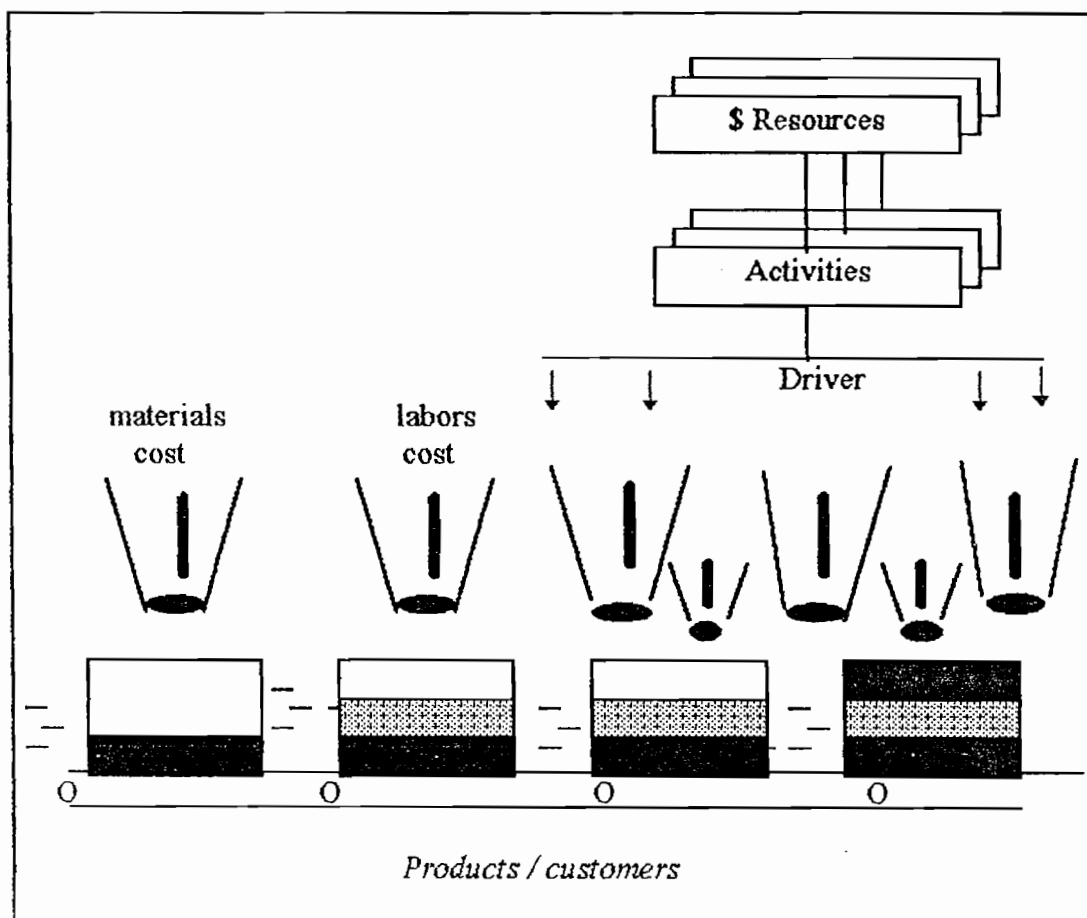 $ Resources
Activities
Driver
materials
cost
labors
cost
O O O O
Products / customers